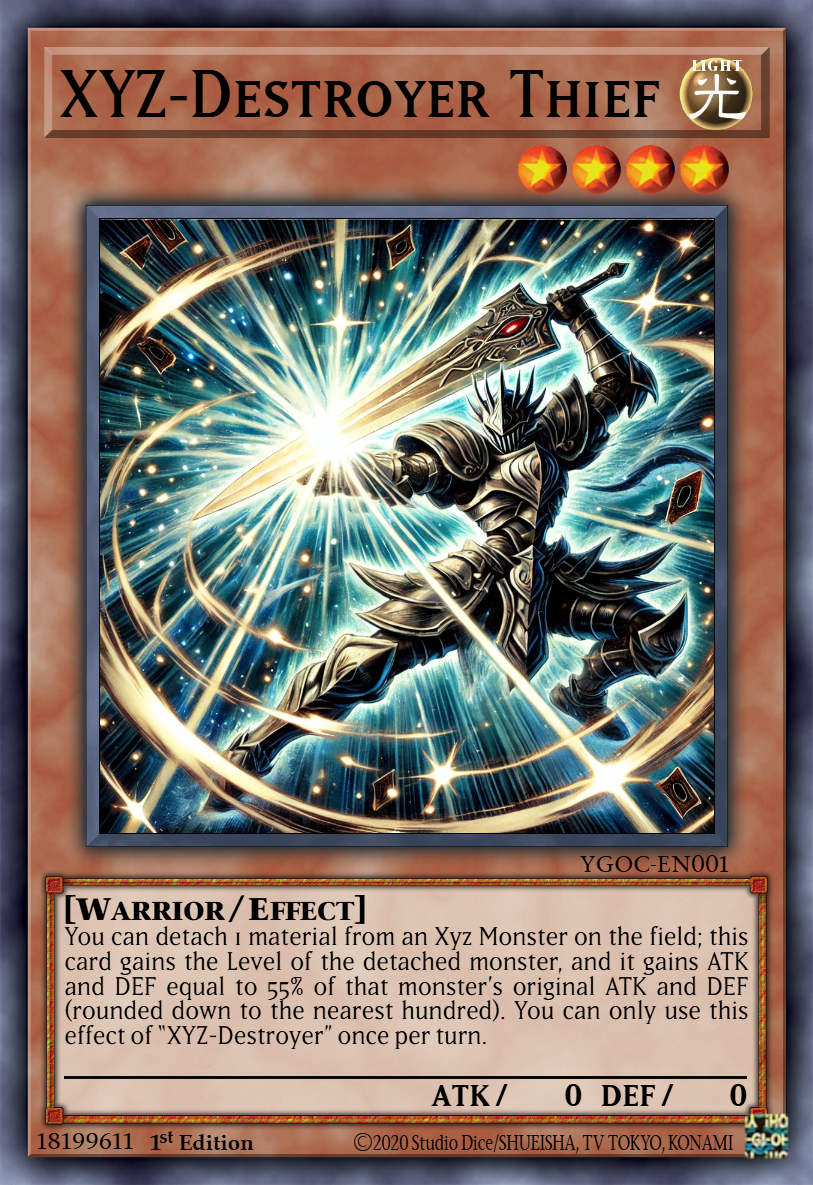 XYZ-Destroyer Thief
LIGHT
光
YGOC-EN001
[Warrior/Effect]
You can detach 1 material from an Xyz Monster on the field; this
card gains the Level of the detached monster, and it gains ATK
and DEF equal to 55% of that monster's original ATK and DEF
(rounded down to the nearest hundred). You can only use this
effect of "XYZ-Destroyer" once per turn.
ATK/ 0 DEF/ 0
18199611 1st Edition ©2020 Studio Dice/SHUEISHA, TV TOKYO, KONAMI